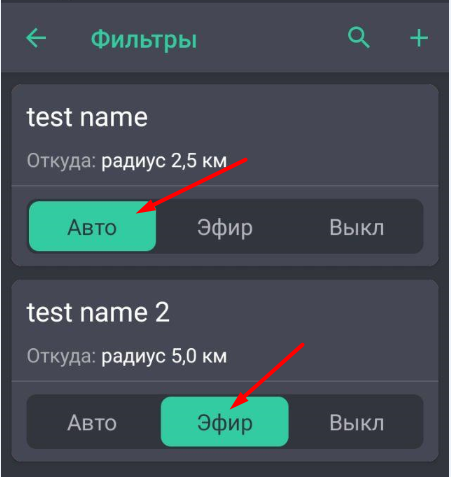 Фильтры
test name
Откуда: радиус 2,5 км
Авто Эфир Выкл
test name 2
Откуда: радиус 5,0 км
Авто Эфир Выкл